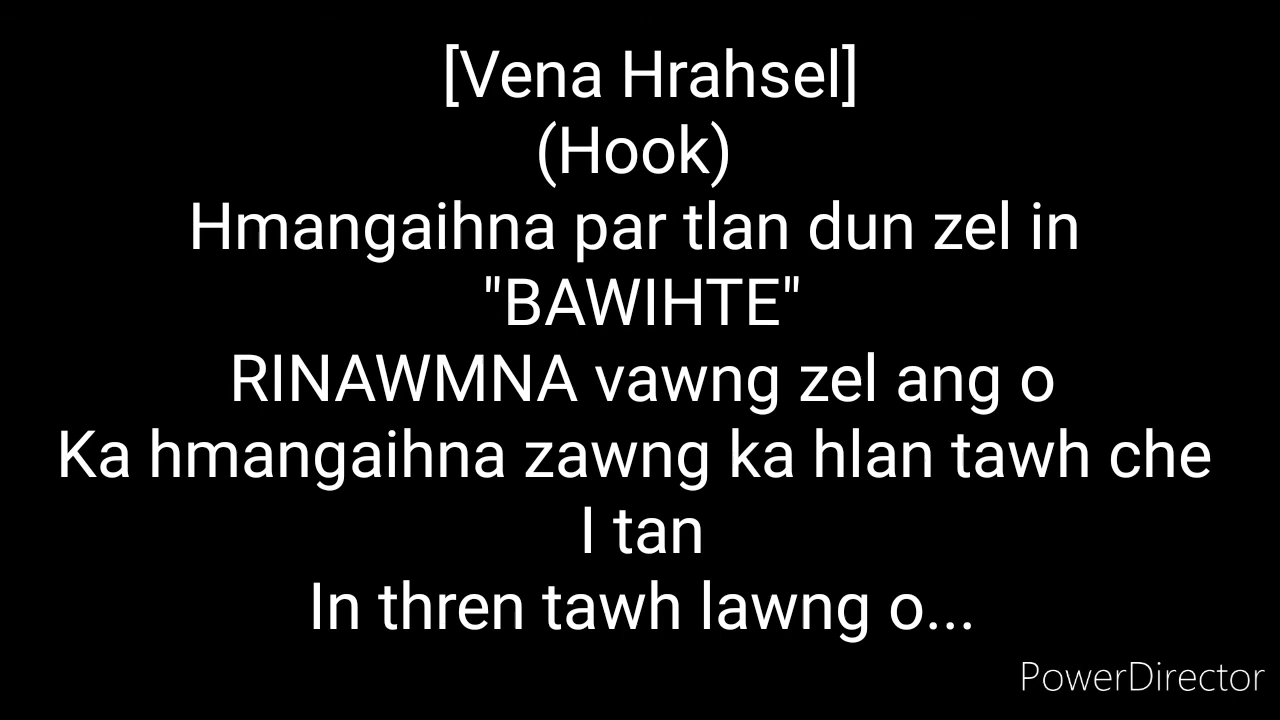 [Vena Hrahsel]
(Hook)
Hmangaihna par tlan dun zel in
"BAWIHTE"
RINAWMNA vawng zel ang o
Ka hmangaihna zawng ka hlan tawh che
I tan
In thren tawh lawng o...
PowerDirector